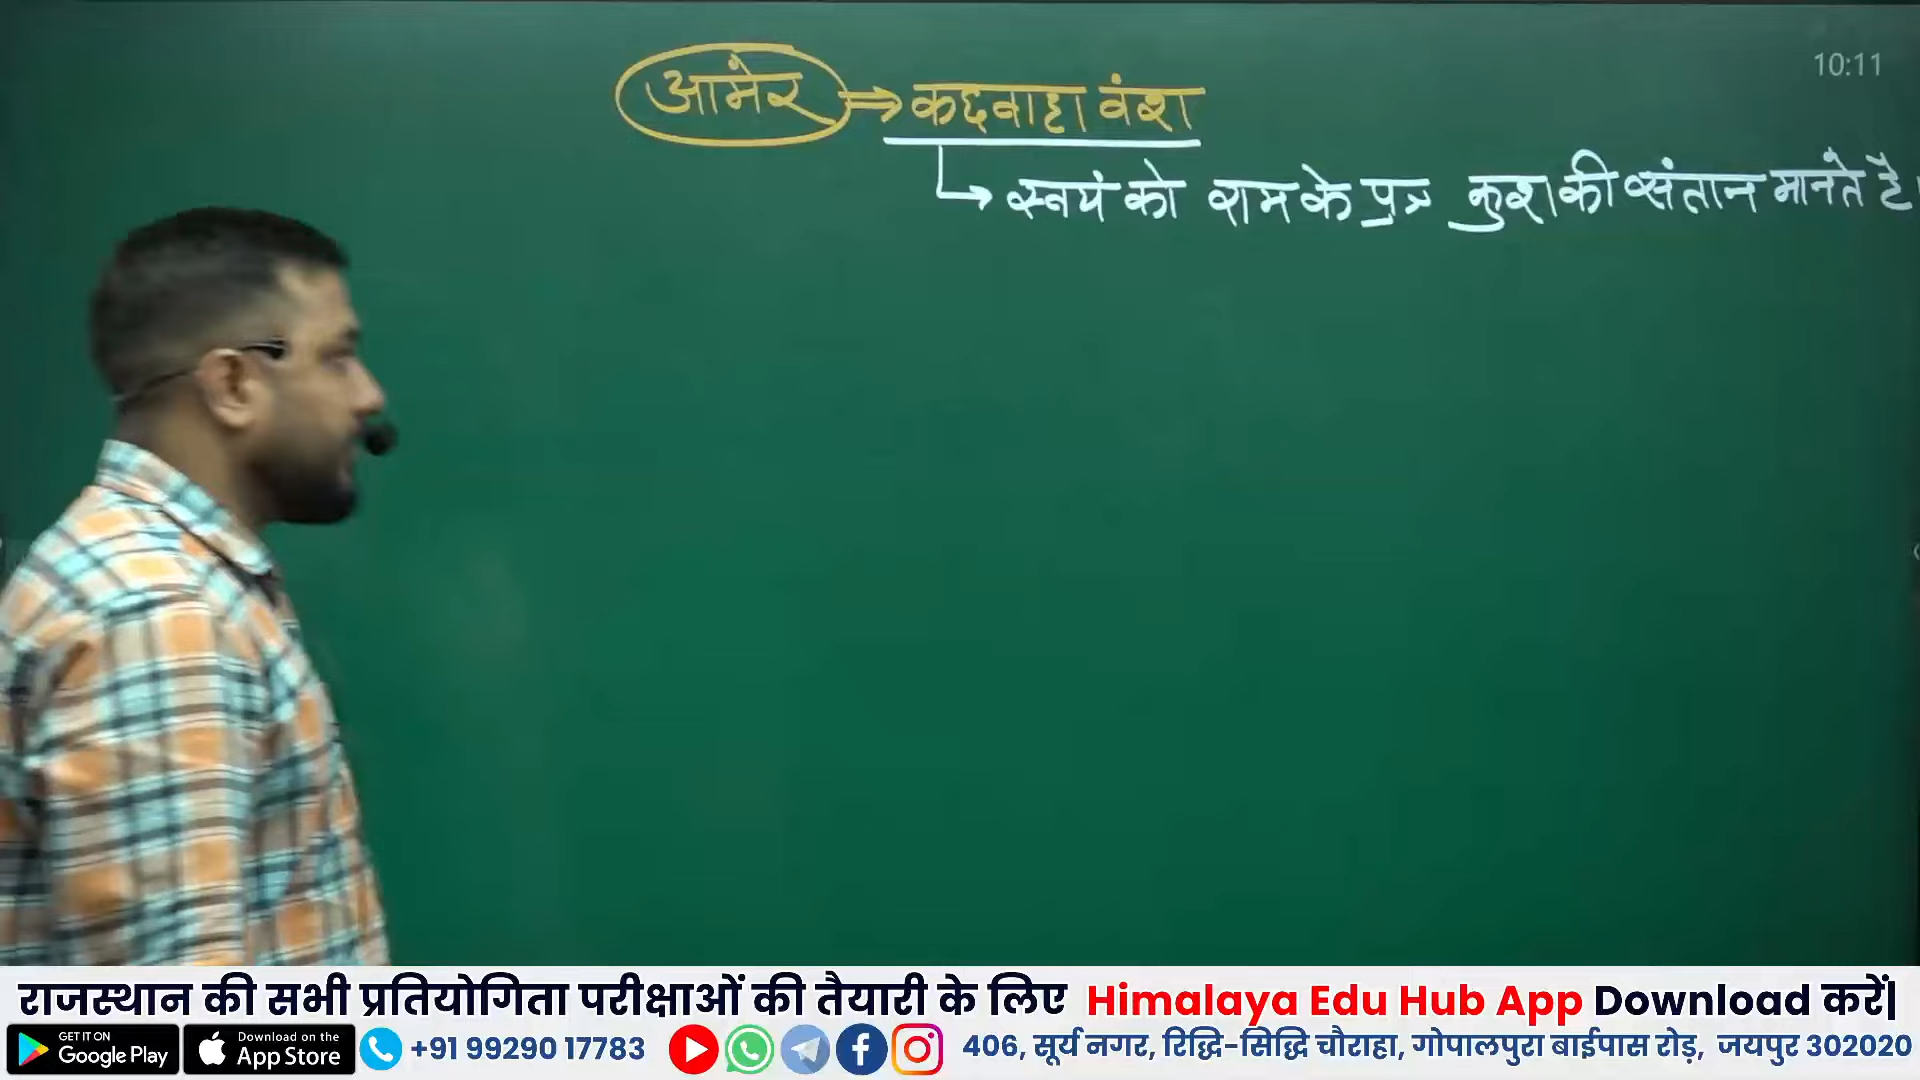 10:11
आमेर ⇒ कछवाहा वंश
↳ स्वयं को राम के पुत्र कुश की संतान मानते है।
राजस्थान की सभी प्रतियोगिता परीक्षाओं की तैयारी के लिए Himalaya Edu Hub App Download करें|
GET IT ON
Google Play
Download on the
App Store
+91 99290 17783
406, सूर्य नगर, रिद्धि-सिद्धि चौराहा, गोपालपुरा बाईपास रोड़, जयपुर 302020